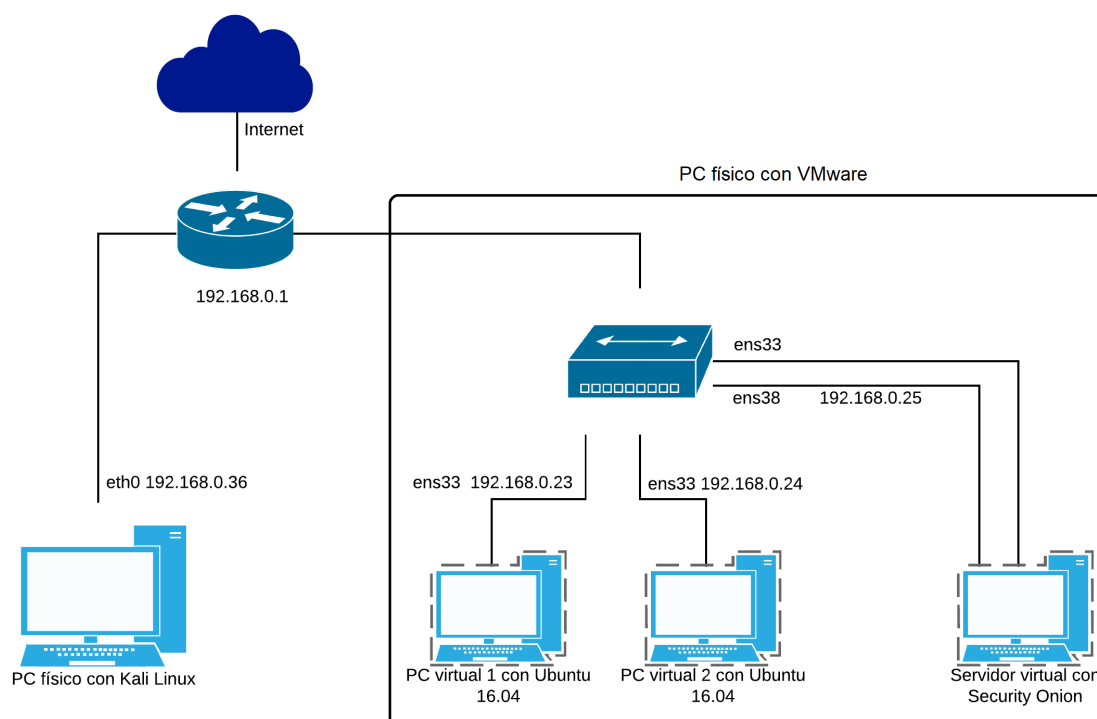 Internet
PC físico con VMware
192.168.0.1
ens33
ens38 192.168.0.25
eth0 192.168.0.36
ens33 192.168.0.23
ens33 192.168.0.24
PC físico con Kali Linux
PC virtual 1 con Ubuntu
16.04
PC virtual 2 con Ubuntu
16.04
Servidor virtual con
Security Onion